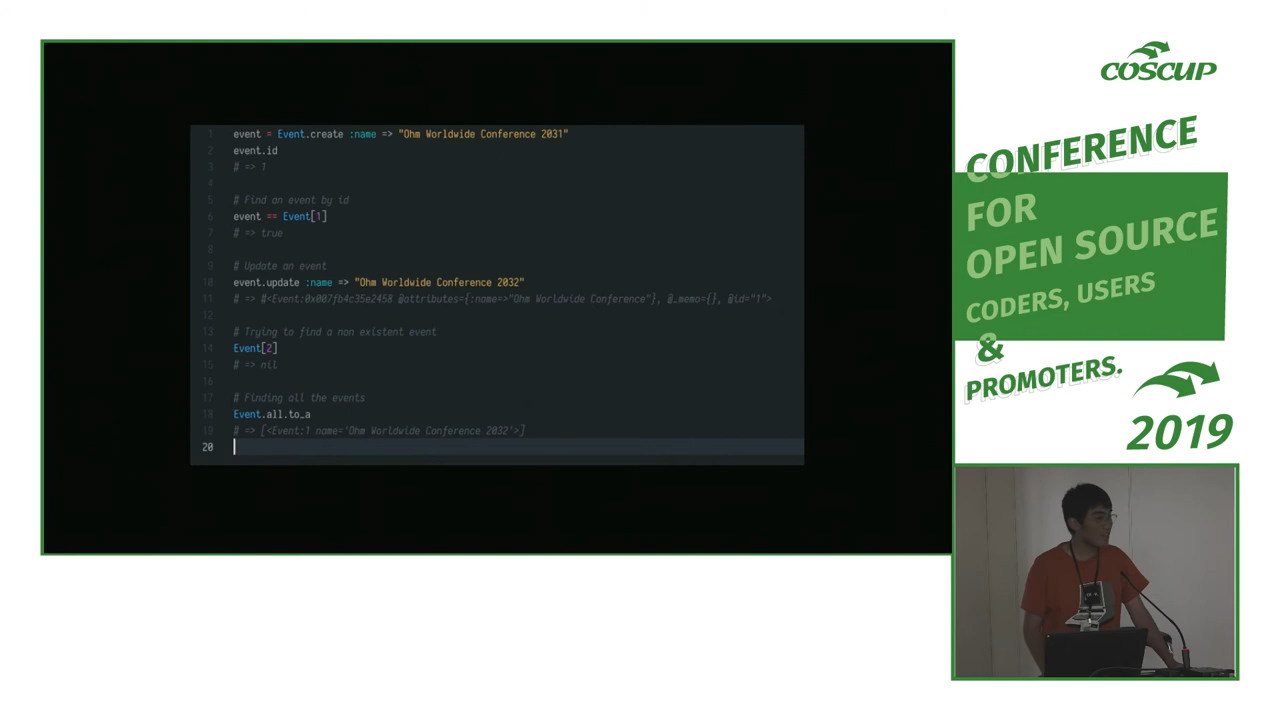 1 event = Event.create :name => "Ohm Worldwide Conference 2031"
2 event.id
3 # => 1
4
5 # Find an event by id
6 event == Event[1]
7 # => true
8
9 # Update an event
10 event.update :name => "Ohm Worldwide Conference 2032"
11 # => #<Event:0x007fb4c35e2458 @attributes={:name=>"Ohm Worldwide Conference"}, @_memo={}, @id="1">
12
13 # Trying to find a non existent event
14 Event[2]
15 # => nil
16
17 # Finding all the events
18 Event.all.to_a
19 # => [<Event:1 name='Ohm Worldwide Conference 2032'>]
20
COSCUP
CONFERENCE
FOR
OPEN SOURCE
CODERS, USERS
&
PROMOTERS.
2019